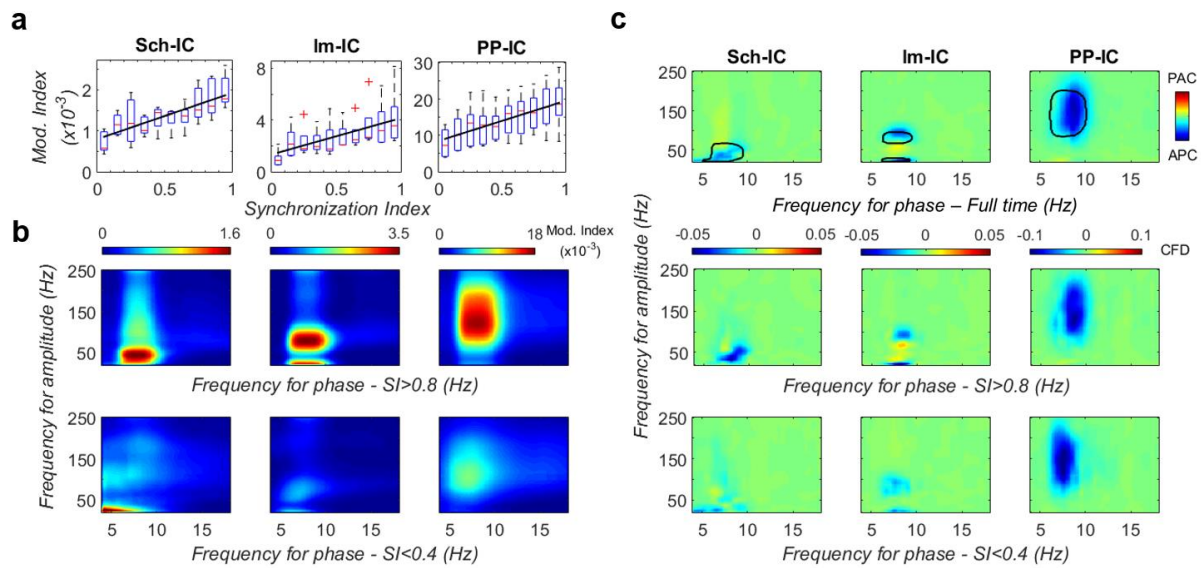 a
Sch-IC Im-IC PP-IC
Mod. Index
(x10-3)
2
1
0
8
6
4
2
0
30
20
10
0
0 0.5 1 0 0.5 1 0 0.5 1
Synchronization Index
b
0 1.6 0 3.5 0 18 Mod. Index
(x10-3)
Frequency for amplitude (Hz)
250
150
50
Frequency for phase - SI>0.8 (Hz)
250
150
50
5 10 15 5 10 15 5 10 15
Frequency for phase - SI<0.4 (Hz)
c
Sch-IC Im-IC PP-IC
250
150
50
PAC
APC
5 10 15 5 10 15 5 10 15
Frequency for phase – Full time (Hz)
Frequency for amplitude (Hz)
-0.05 0 0.05 -0.05 0 0.05 -0.1 0 0.1 CFD
250
150
50
Frequency for phase - SI>0.8 (Hz)
250
150
50
5 10 15 5 10 15 5 10 15
Frequency for phase - SI<0.4 (Hz)